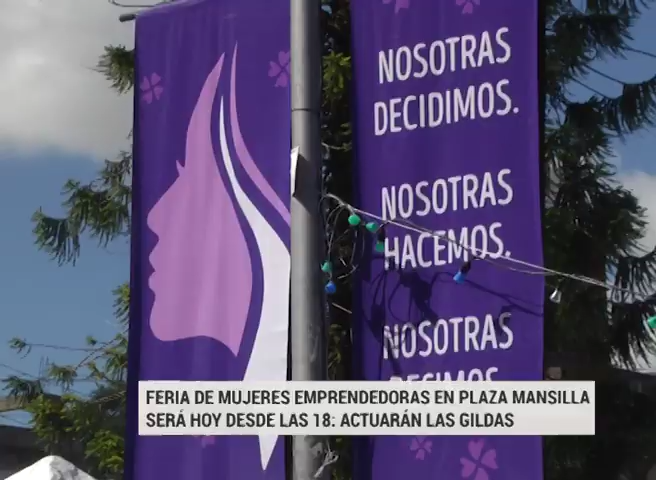 NOSOTRAS
DECIDIMOS.
NOSOTRAS
HACEMOS.
NOSOTRAS
DECIMOS.
FERIA DE MUJERES EMPRENDEDORAS EN PLAZA MANSILLA
SERÁ HOY DESDE LAS 18: ACTUARÁN LAS GILDAS